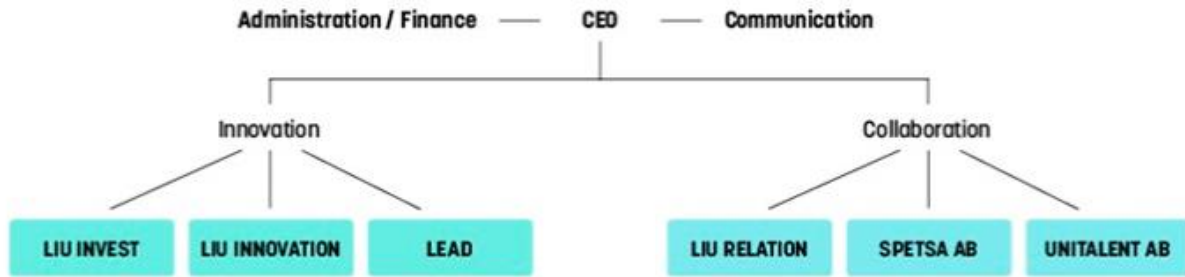 Administration / Finance CEO Communication
Innovation Collaboration
LIU INVEST LIU INNOVATION LEAD LIU RELATION SPETSA AB UNITALENT AB